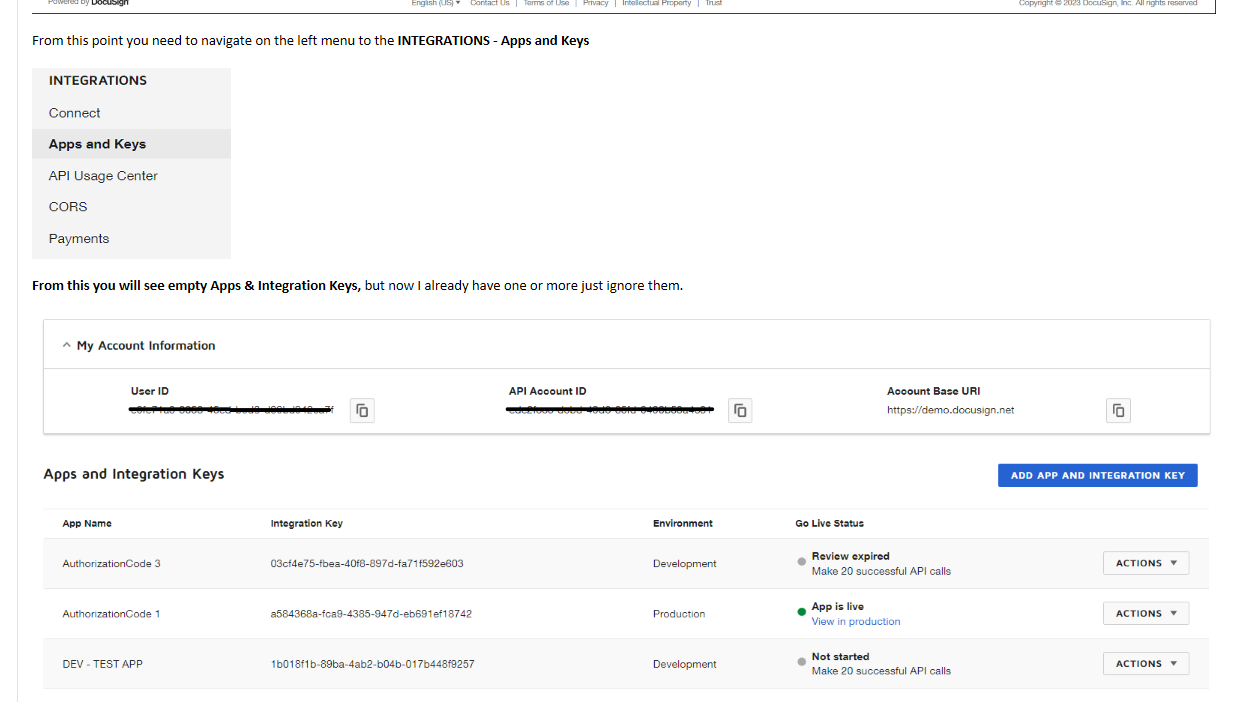 Powered by DocuSign
English (US) ▼ Contact Us | Terms of Use | Privacy | Intellectual Property | Trust
Copyright © 2023 DocuSign, Inc. All rights reserved
From this point you need to navigate on the left menu to the INTEGRATIONS - Apps and Keys
INTEGRATIONS
Connect
Apps and Keys
API Usage Center
CORS
Payments
From this you will see empty Apps & Integration Keys, but now I already have one or more just ignore them.
My Account Information
User ID
API Account ID
Account Base URI
https://demo.docusign.net
Apps and Integration Keys
ADD APP AND INTEGRATION KEY
App Name Integration Key Environment Go Live Status
AuthorizationCode 3 03cf4e75-fbea-40f8-897d-fa71f592e603 Development Review expired ACTIONS ▼
Make 20 successful API calls
AuthorizationCode 1 a584368a-fca9-4385-947d-eb691ef18742 Production App is live ACTIONS ▼
View in production
DEV - TEST APP 1b018f1b-89ba-4ab2-b04b-017b448f9257 Development Not started ACTIONS ▼
Make 20 successful API calls